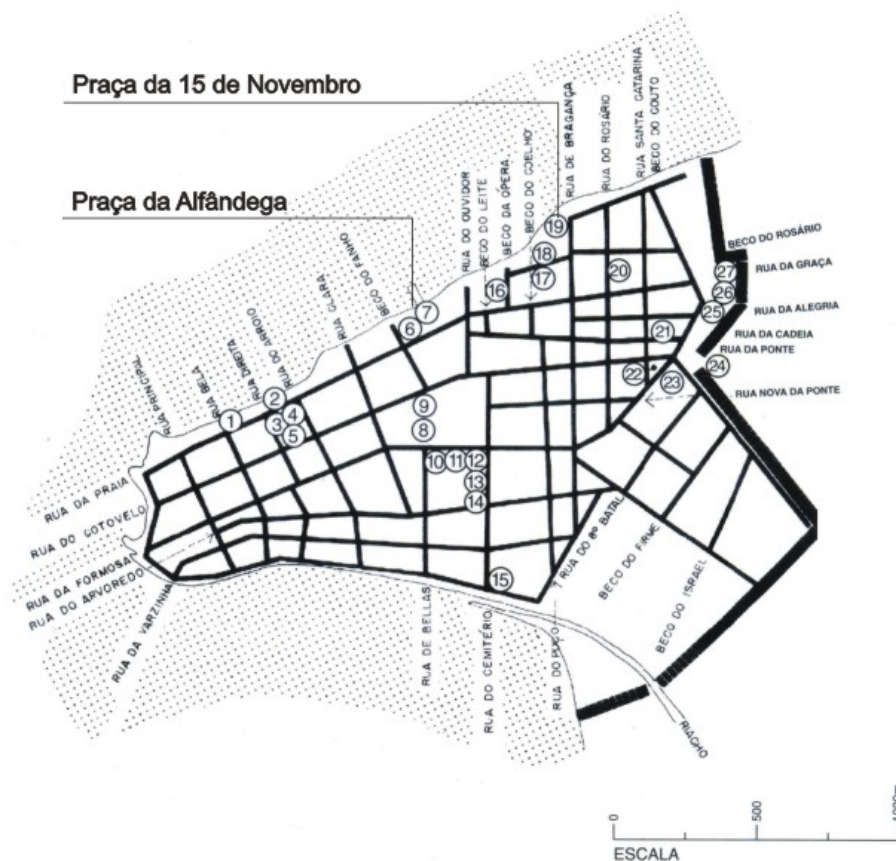 Praça da 15 de Novembro
Praça da Alfândega
RUA PRINCIPAL
RUA BELLA
RUA DIREITA
RUA DO ARROIO
RUA CLARA
BECO DO FANHO
RUA DO OUVIDOR
BECO DO LEITE
BECO DA OPERA
BECO DO COELHO
RUA DE BRAGANÇA
RUA DO ROSÁRIO
RUA SANTA CATARINA
BECO DO COUTO
BECO DO ROSÁRIO
RUA DA GRAÇA
RUA DA ALEGRIA
RUA DA CADEIA
RUA DA PONTE
RUA NOVA DA PONTE
RUA DA PRAIA
RUA DO COTOVELO
RUA DA FORMOSA
RUA DO ARVOREDO
RUA DA VARZINHA
RUA DE BELLAS
RUA DO CEMITÉRIO
RUA DO POÇO
RUA DO 8º BATAL
BECO DO FIRME
BECO DO ISRAEL
RIACHO
1
2
3
4
5
6
7
8
9
10
11
12
13
14
15
16
17
18
19
20
21
22
23
24
25
26
27
0
500
1000m
ESCALA